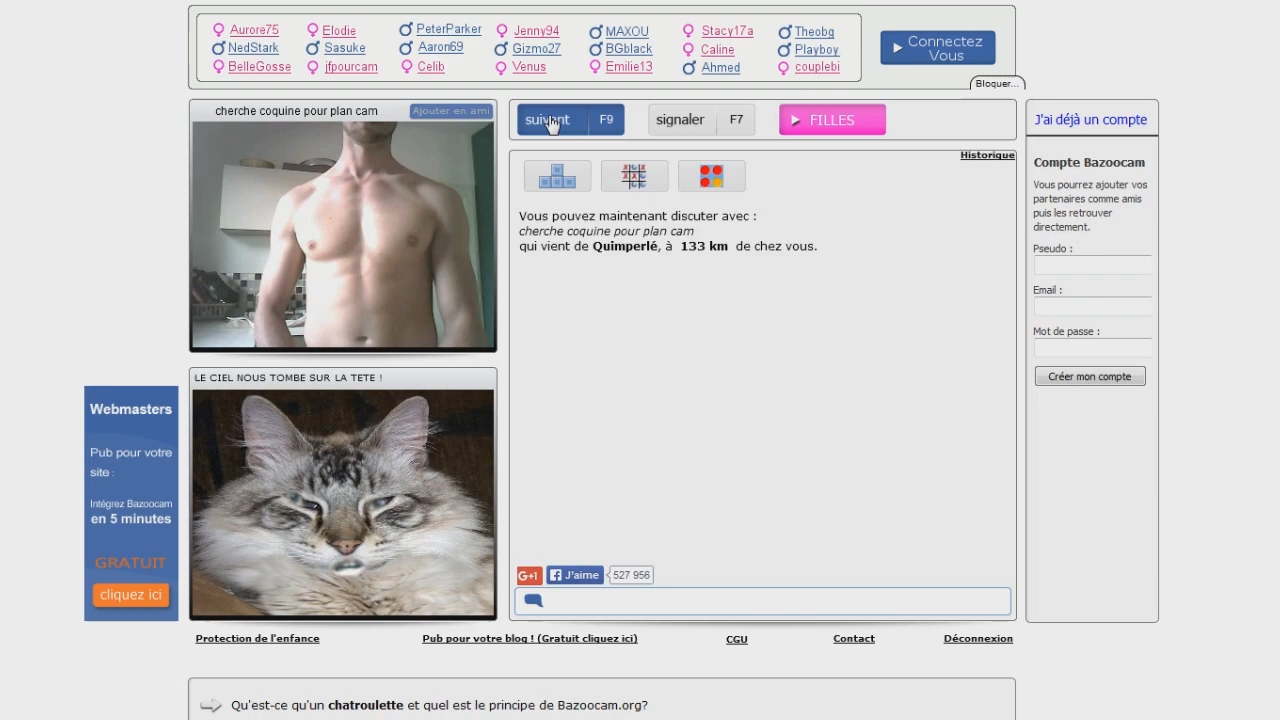 Aurore75 Elodie PeterParker Jenny94 MAXOU Stacy17a Theobg
NedStark Sasuke Aaron69 Gizmo27 BGblack Caline Playboy
BelleGosse jfpourcam Celib Venus Emilie13 Ahmed couplebi
Connectez
Vous
Bloquer...
cherche coquine pour plan cam
Ajouter en ami
suivant F9
signaler F7
FILLES
J'ai déjà un compte
Historique
Vous pouvez maintenant discuter avec :
cherche coquine pour plan cam
qui vient de Quimperlé, à 133 km de chez vous.
Compte Bazoocam
Vous pourrez ajouter vos
partenaires comme amis
puis les retrouver
directement.
Pseudo :
Email :
Mot de passe :
Créer mon compte
LE CIEL NOUS TOMBE SUR LA TETE !
Webmasters
Pub pour votre
site :
Intégrez Bazoocam
en 5 minutes
GRATUIT
cliquez ici
G+1 J'aime 527 956
Protection de l'enfance
Pub pour votre blog ! (Gratuit cliquez ici)
CGU
Contact
Déconnexion
Qu'est-ce qu'un chatroulette et quel est le principe de Bazoocam.org?